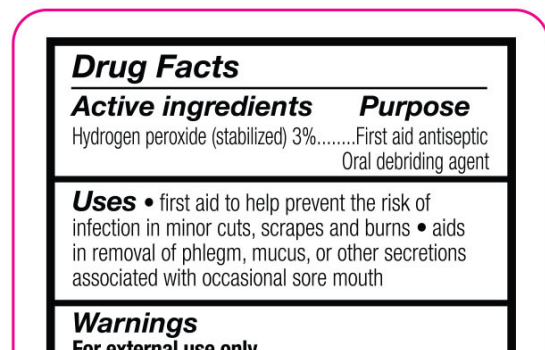 Drug Facts
Active ingredients Purpose
Hydrogen peroxide (stabilized) 3%........First aid antiseptic
Oral debriding agent
Uses • first aid to help prevent the risk of
infection in minor cuts, scrapes and burns • aids
in removal of phlegm, mucus, or other secretions
associated with occasional sore mouth
Warnings
For external use only